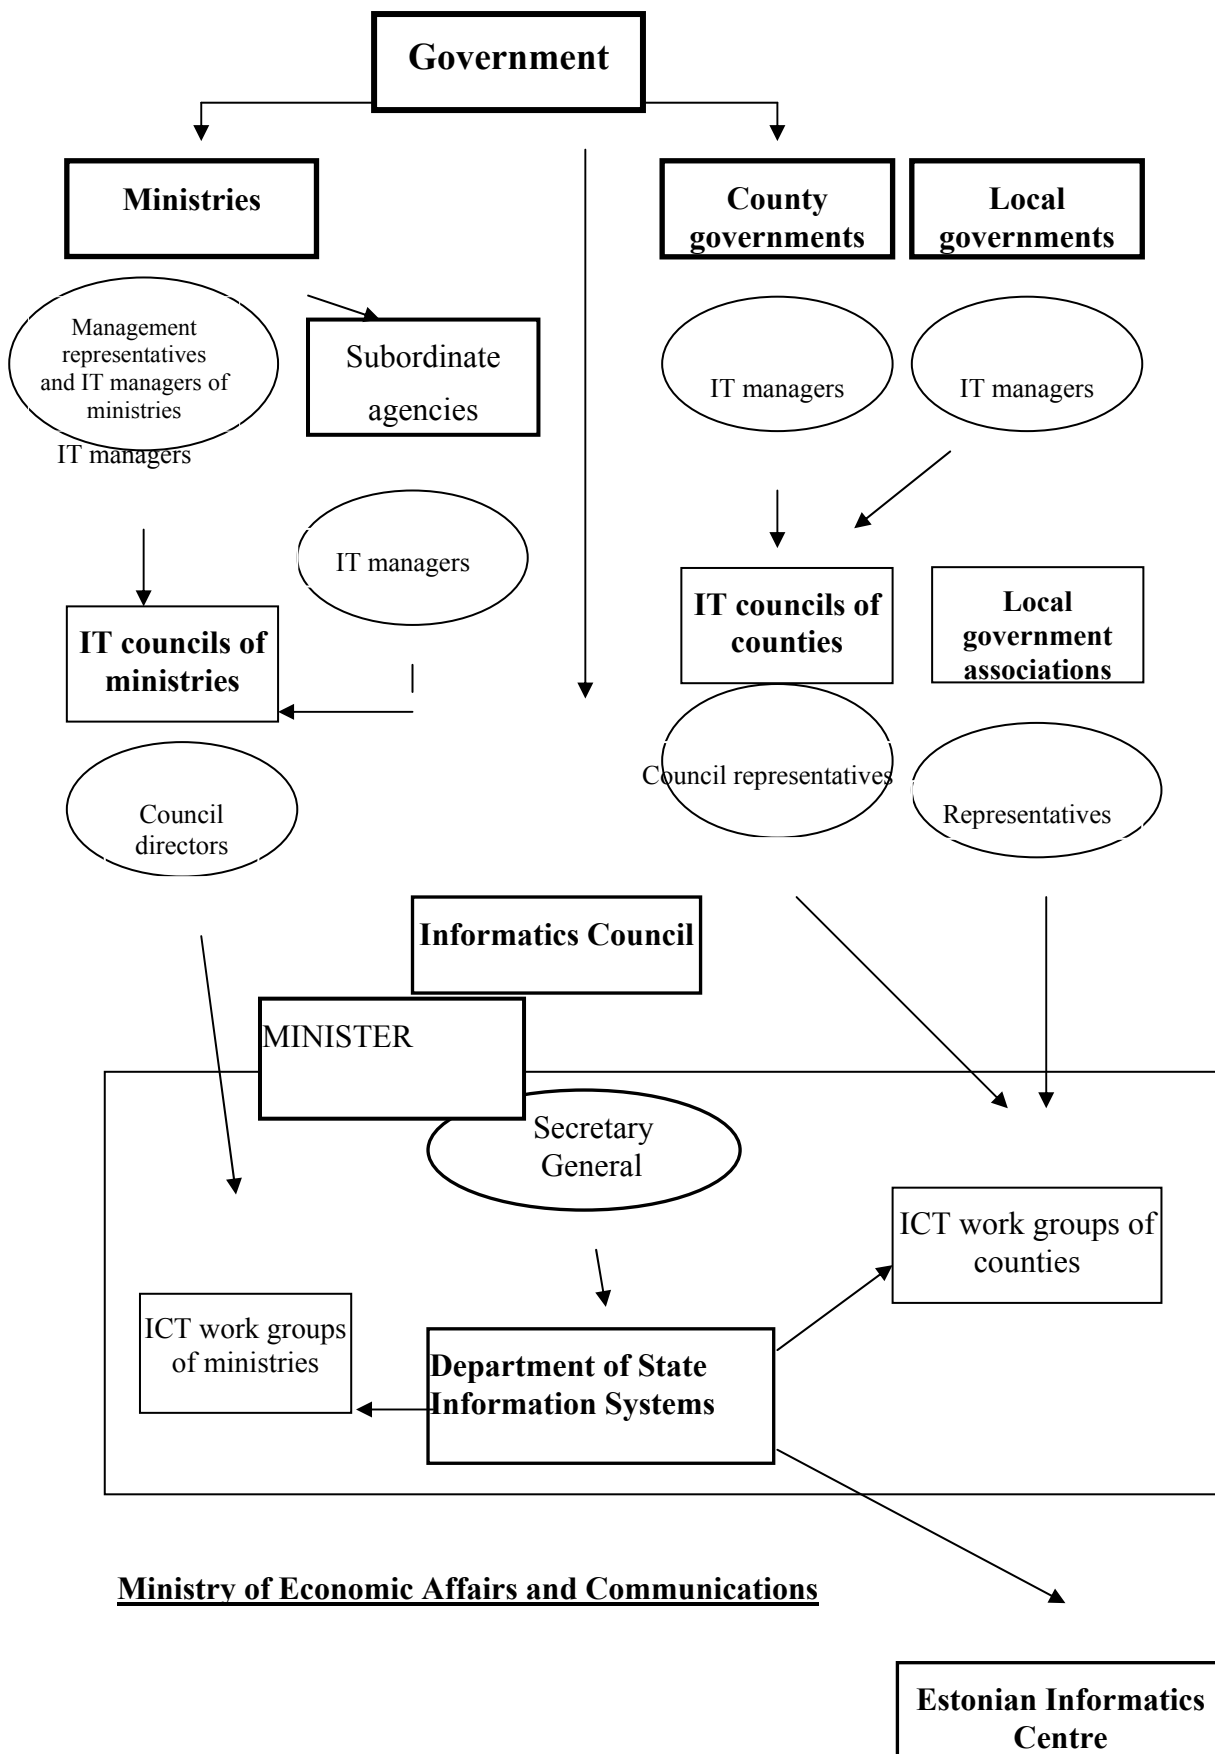 Government
Ministries
County
governments
Local
governments
Management
representatives
and IT managers of
ministries
IT managers
Subordinate
agencies
IT managers
IT managers
IT managers
IT councils of
ministries
IT councils of
counties
Local
government
associations
Council
directors
Council representatives
Representatives
Informatics Council
MINISTER
Secretary
General
ICT work groups of
counties
ICT work groups
of ministries
Department of State
Information Systems
Ministry of Economic Affairs and Communications
Estonian Informatics
Centre